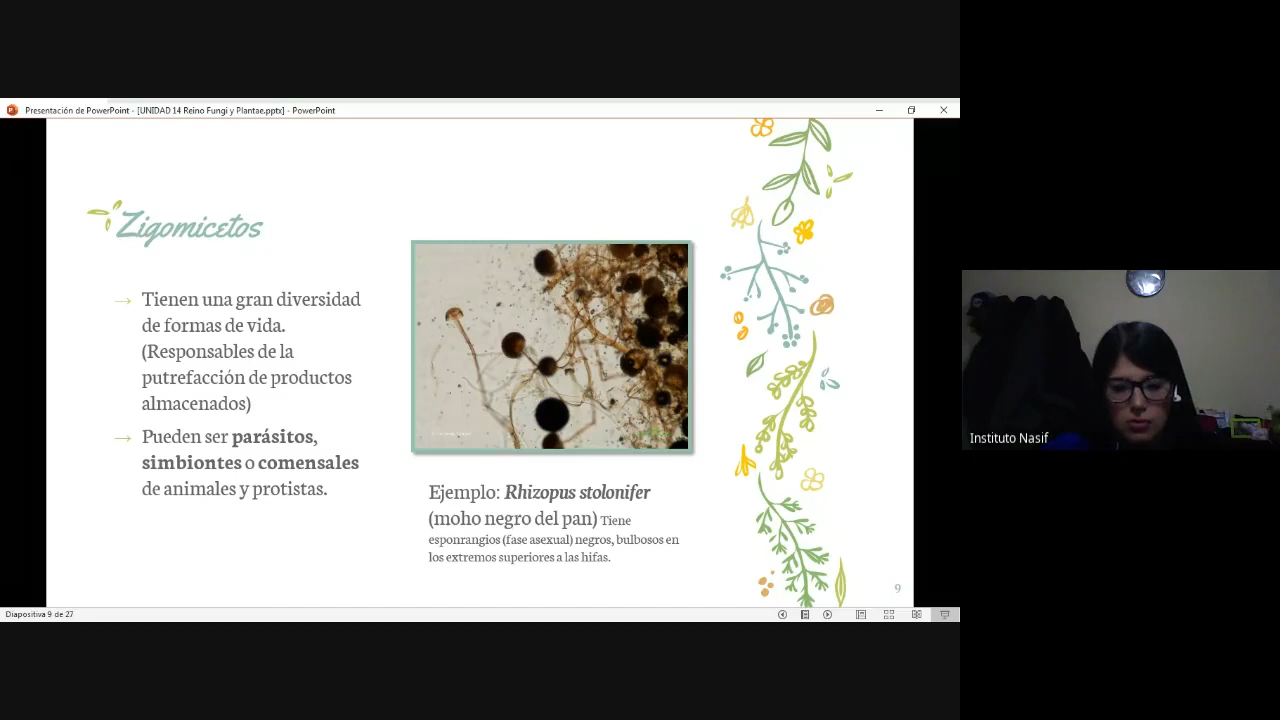 Presentación de PowerPoint - [UNIDAD 14 Reino Fungi y Plantae.pptx] - PowerPoint
Zigomicetos
→ Tienen una gran diversidad
de formas de vida.
(Responsables de la
putrefacción de productos
almacenados)
→ Pueden ser parásitos,
simbiontes o comensales
de animales y protistas.
Ejemplo: Rhizopus stolonifer
(moho negro del pan) Tiene
esponrangios (fase asexual) negros, bulbosos en
los extremos superiores a las hifas.
9
Diapositiva 9 de 27
Instituto Nasif